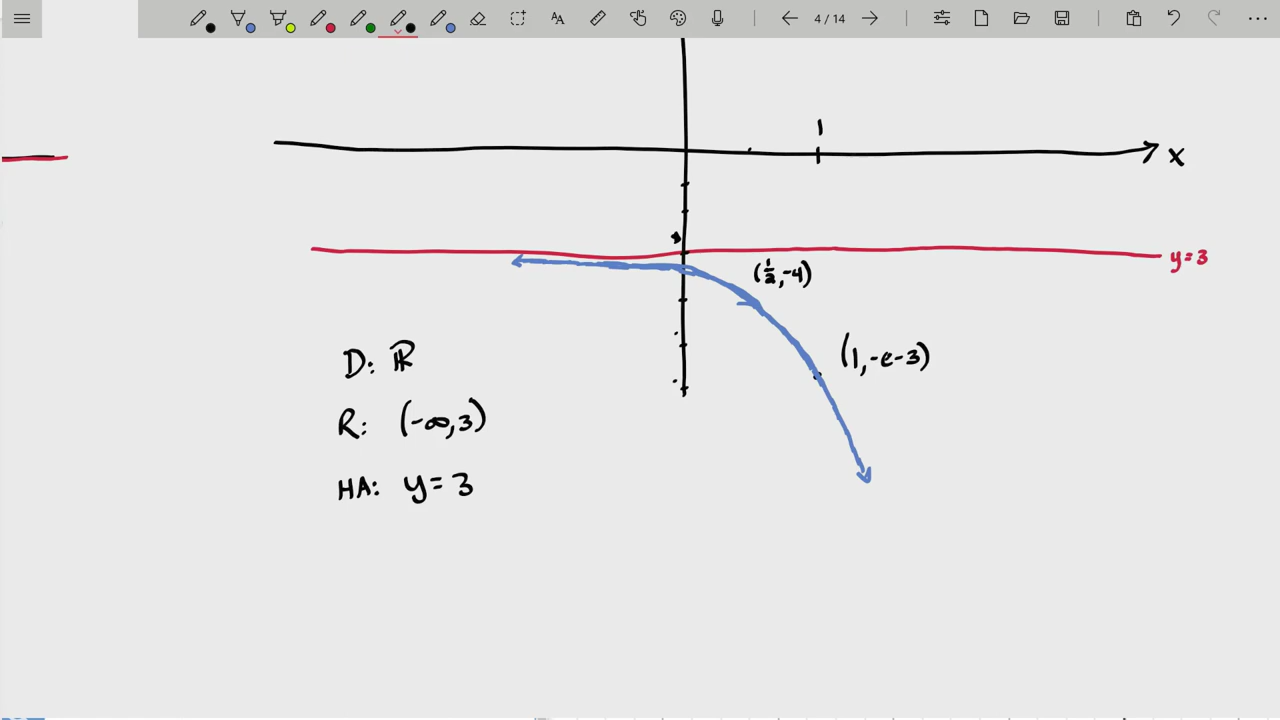 4 / 14
1
x
y=3
(1/2,-4)
(1,-e-3)
D: ℝ
R: (-∞,3)
HA: y=3